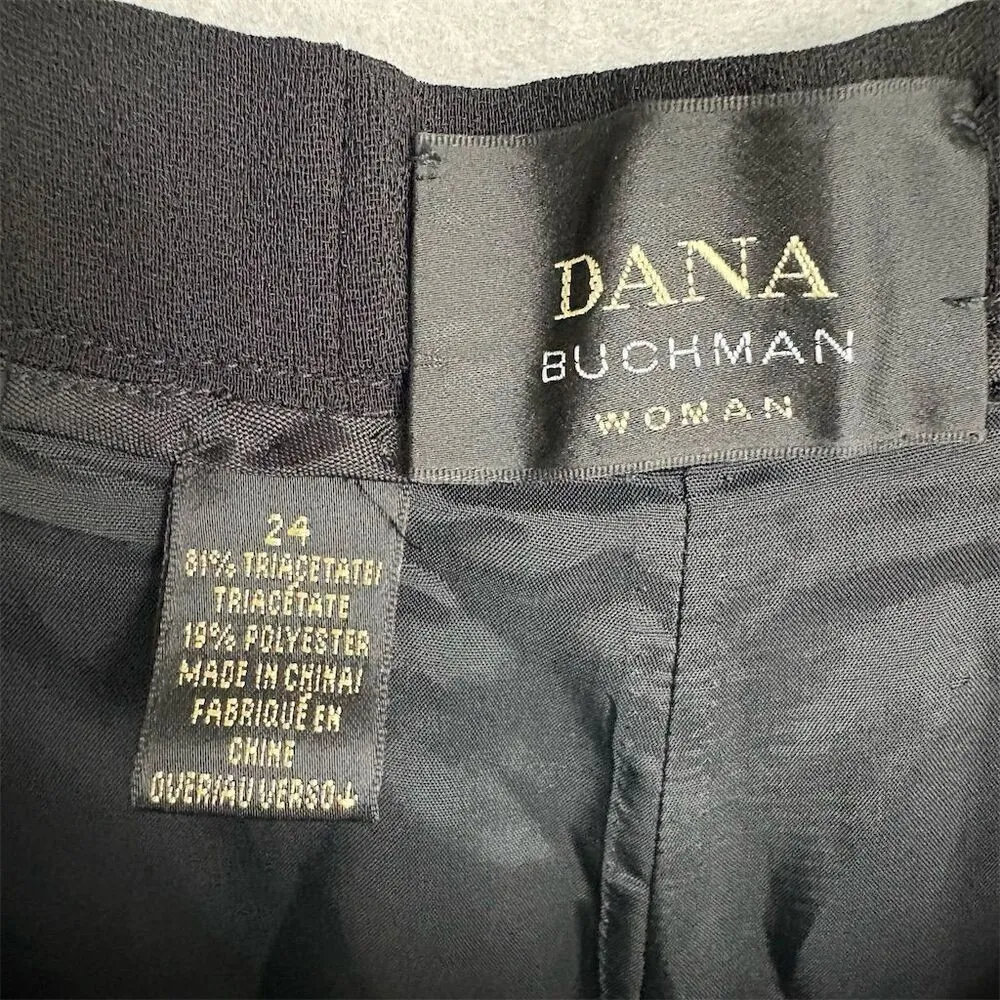 DANA
BUCHMAN
WOMAN
24
81% TRIACETATE/
TRIACÉTATE
19% POLYESTER
MADE IN CHINA/
FABRIQUÉ EN
CHINE
OVER/AU VERSO↓